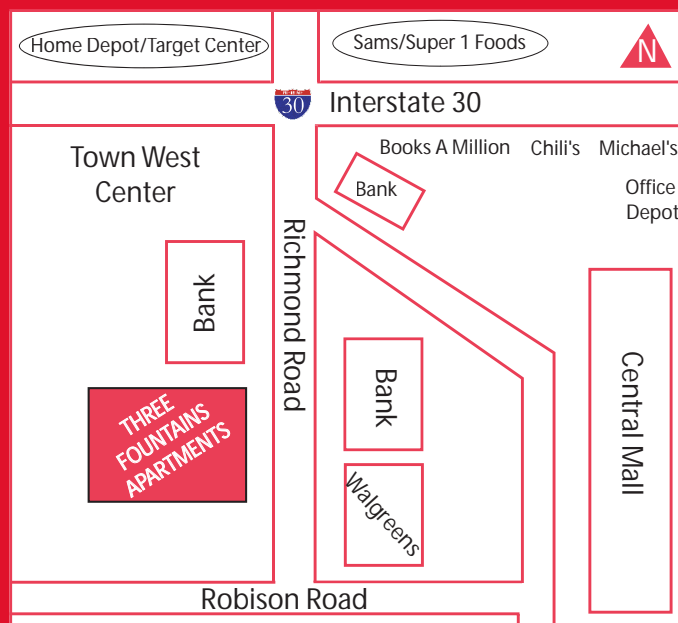 Home Depot/Target Center
Sams/Super 1 Foods
N
30
Interstate 30
Town West
Center
Books A Million
Chili's
Michael's
Bank
Office
Depot
Richmond Road
Bank
Bank
Central Mall
THREE
FOUNTAINS
APARTMENTS
Walgreens
Robison Road